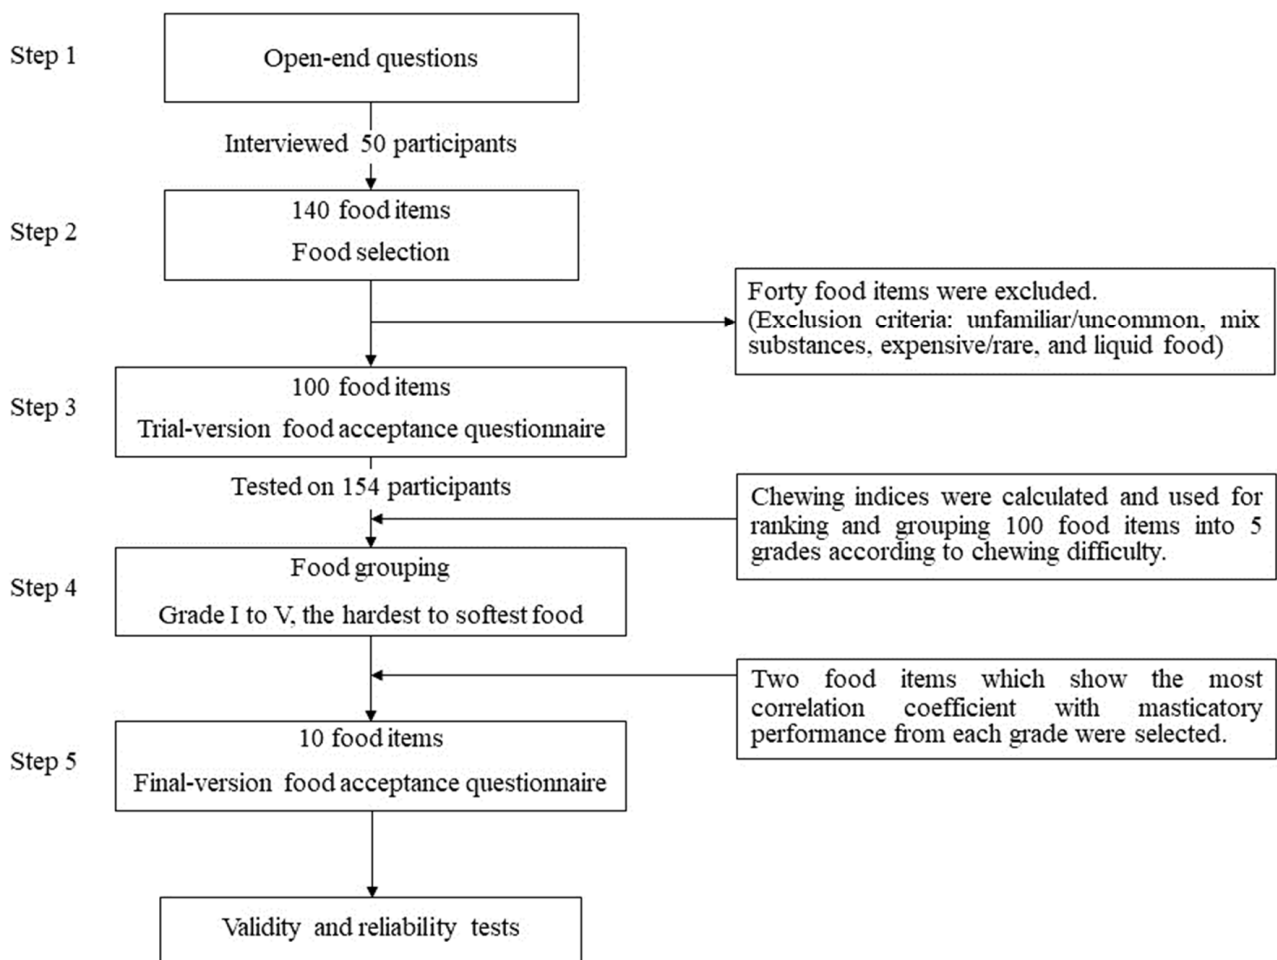 Step 1
Open-end questions
Interviewed 50 participants
Step 2
140 food items
Food selection
Forty food items were excluded.
(Exclusion criteria: unfamiliar/uncommon, mix
substances, expensive/rare, and liquid food)
Step 3
100 food items
Trial-version food acceptance questionnaire
Tested on 154 participants
Chewing indices were calculated and used for
ranking and grouping 100 food items into 5
grades according to chewing difficulty.
Step 4
Food grouping
Grade I to V, the hardest to softest food
Two food items which show the most
correlation coefficient with masticatory
performance from each grade were selected.
Step 5
10 food items
Final-version food acceptance questionnaire
Validity and reliability tests